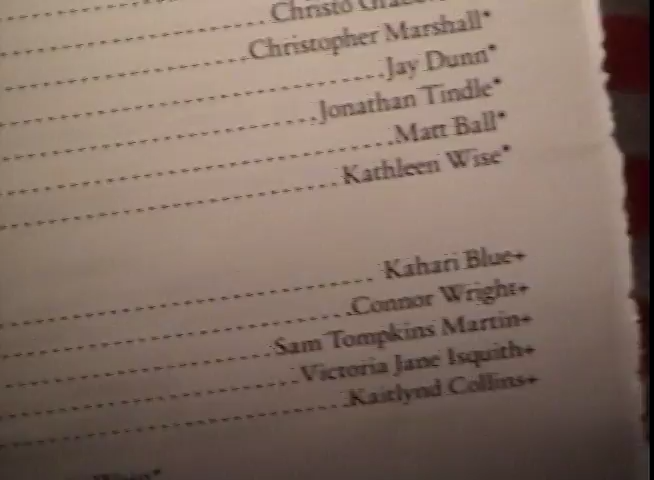 Christo
Christopher Marshall*
Jay Dunn*
Jonathan Tindle*
Matt Ball*
Kathleen Wise*
Kahari Blue+
Connor Wright+
Sam Tompkins Martin+
Victoria Jane Isquith+
Kaitlynd Collins+